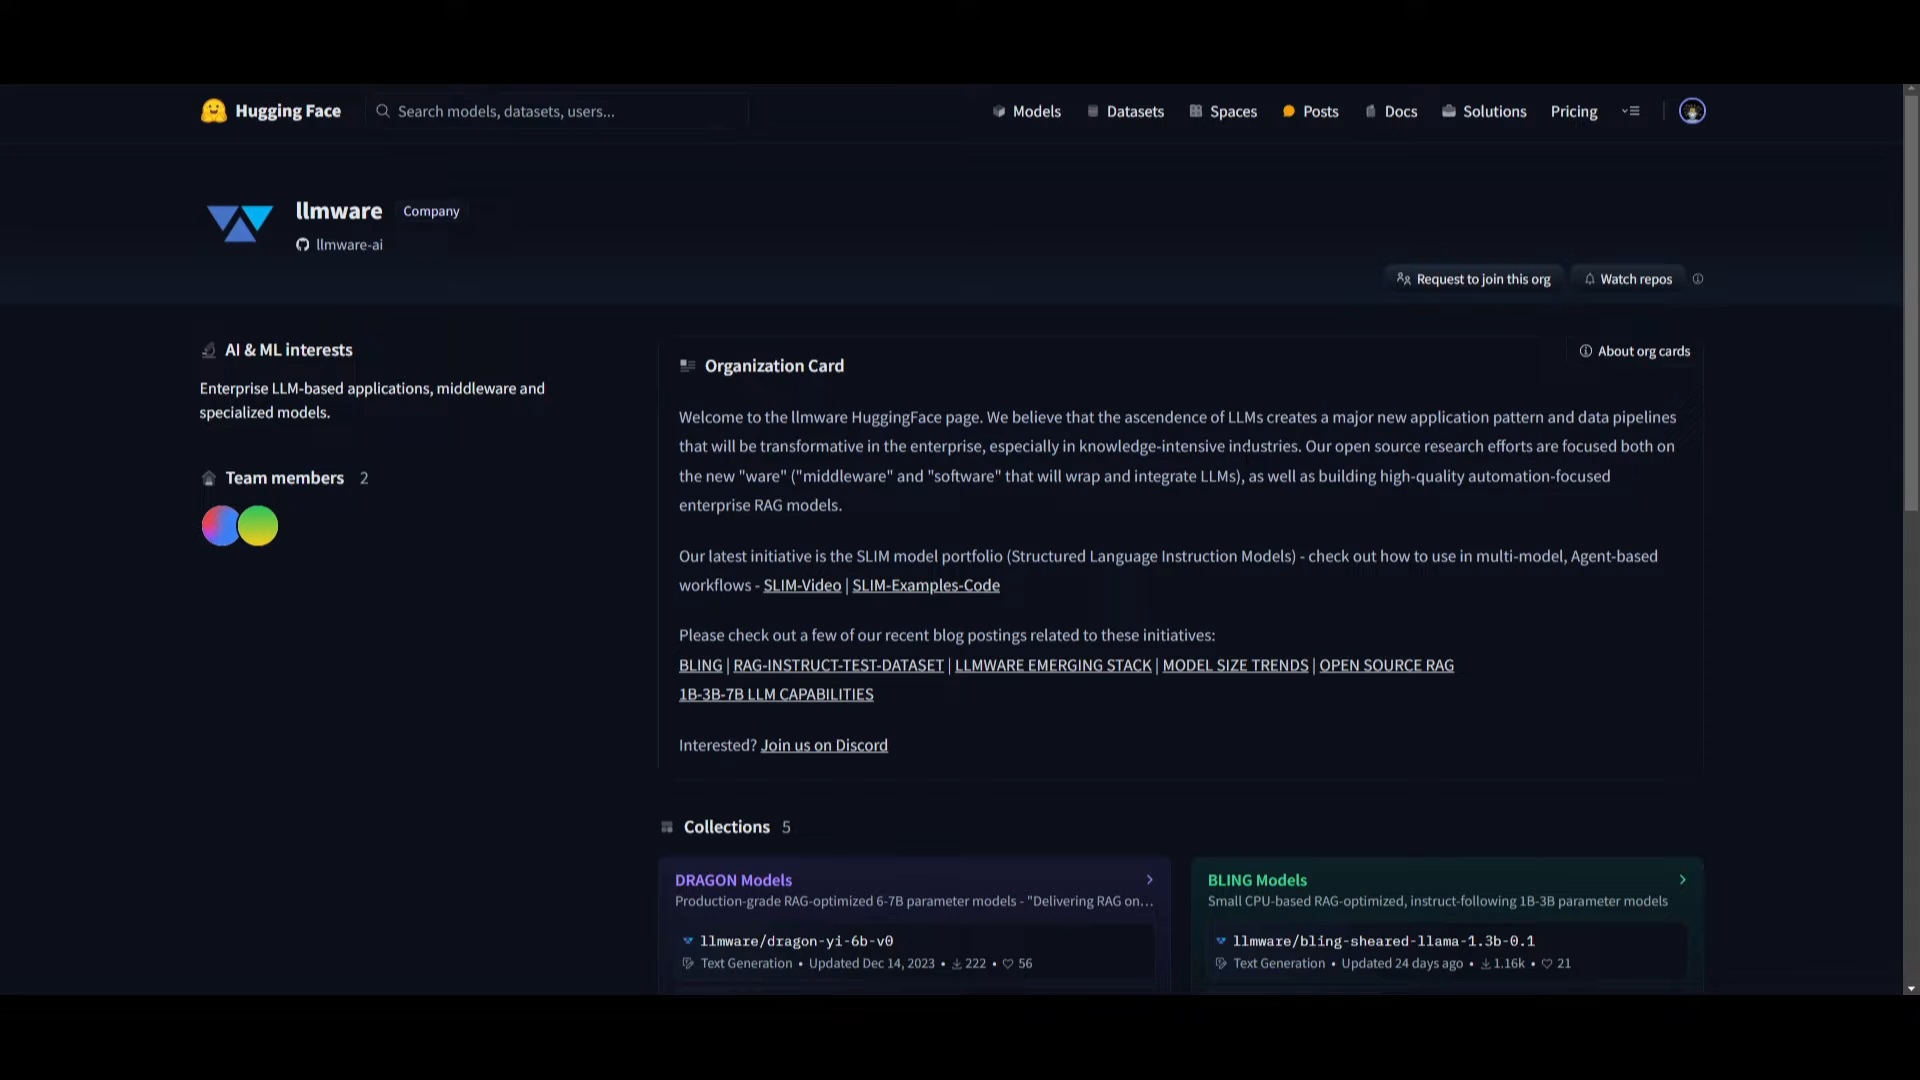 Hugging Face
Search models, datasets, users...
Models
Datasets
Spaces
Posts
Docs
Solutions
Pricing
llmware
Company
llmware-ai
Request to join this org
Watch repos
AI & ML interests
Enterprise LLM-based applications, middleware and
specialized models.
Team members 2
Organization Card
About org cards
Welcome to the llmware HuggingFace page. We believe that the ascendence of LLMs creates a major new application pattern and data pipelines
that will be transformative in the enterprise, especially in knowledge-intensive industries. Our open source research efforts are focused both on
the new "ware" ("middleware" and "software" that will wrap and integrate LLMs), as well as building high-quality automation-focused
enterprise RAG models.
Our latest initiative is the SLIM model portfolio (Structured Language Instruction Models) - check out how to use in multi-model, Agent-based
workflows - SLIM-Video | SLIM-Examples-Code
Please check out a few of our recent blog postings related to these initiatives:
BLING | RAG-INSTRUCT-TEST-DATASET | LLMWARE EMERGING STACK | MODEL SIZE TRENDS | OPEN SOURCE RAG
1B-3B-7B LLM CAPABILITIES
Interested? Join us on Discord
Collections 5
DRAGON Models
Production-grade RAG-optimized 6-7B parameter models - "Delivering RAG on...
llmware/dragon-yi-6b-v0
Text Generation • Updated Dec 14, 2023 • 222 • 56
BLING Models
Small CPU-based RAG-optimized, instruct-following 1B-3B parameter models
llmware/bling-sheared-llama-1.3b-0.1
Text Generation • Updated 24 days ago • 1.16k • 21